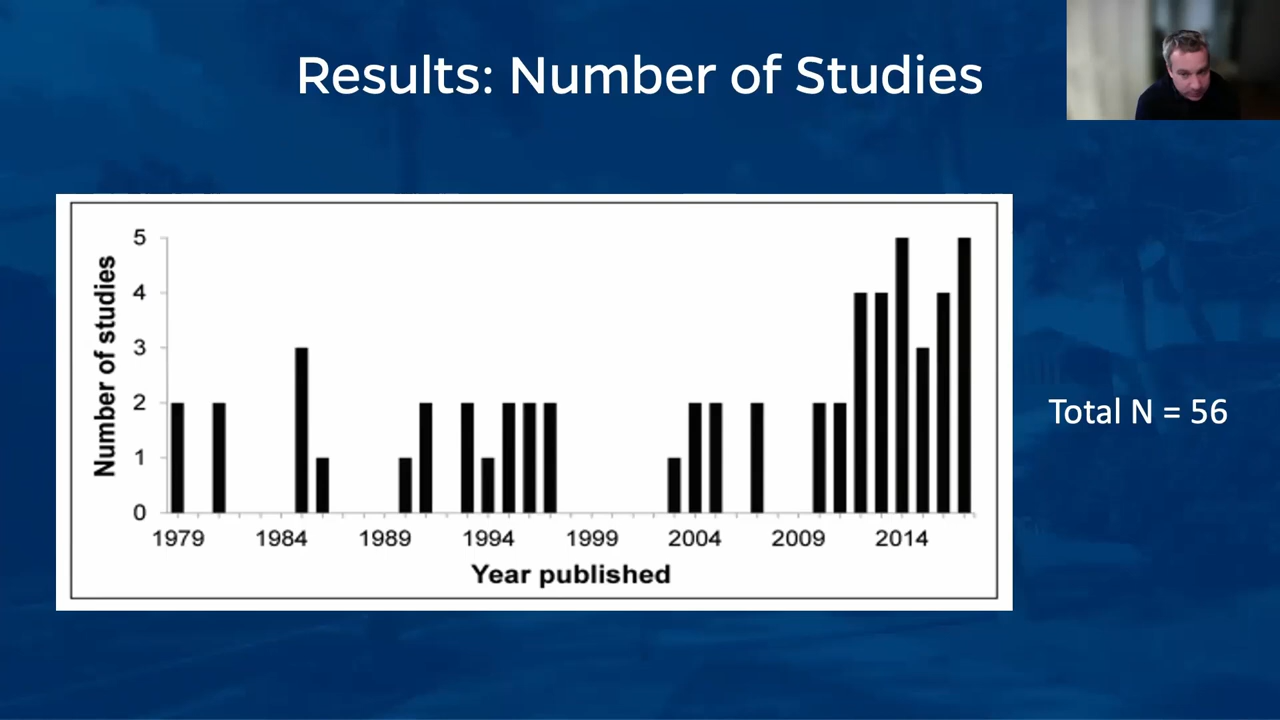 Results: Number of Studies
Number of studies
5
4
3
2
1
0
1979 1984 1989 1994 1999 2004 2009 2014
Year published
Total N = 56